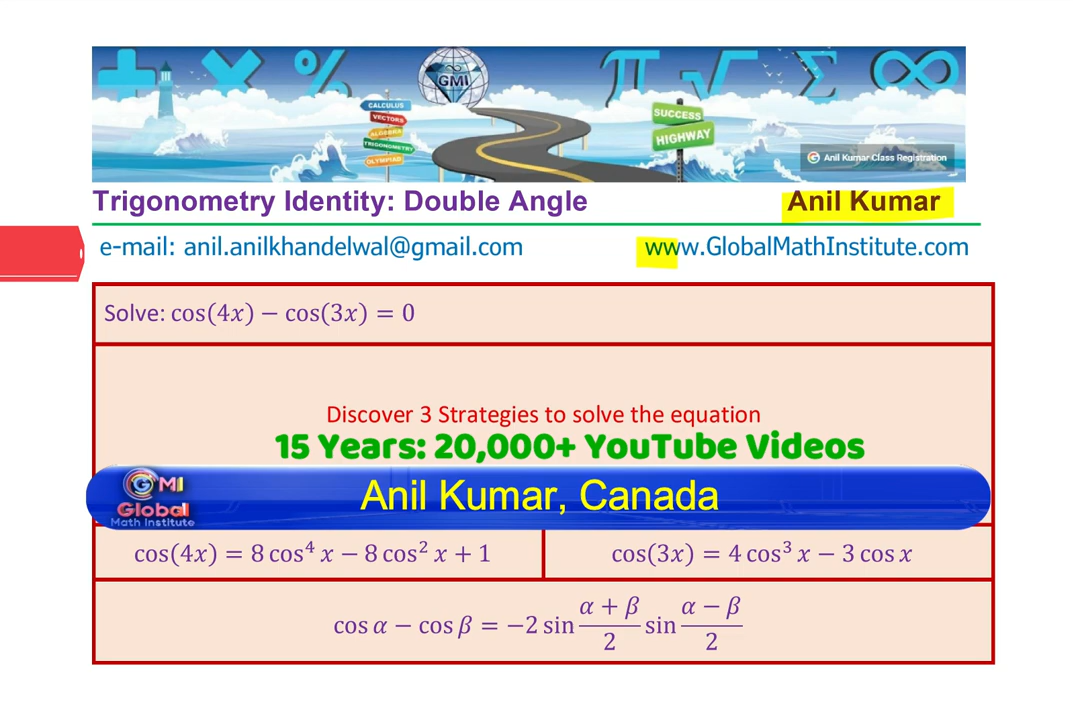 + × % GMI π √ Σ ∞
CALCULUS
VECTORS
ALGEBRA
TRIGONOMETRY
OLYMPIAD
SUCCESS
HIGHWAY
G Anil Kumar Class Registration
Trigonometry Identity: Double Angle Anil Kumar
e-mail: anil.anilkhandelwal@gmail.com www.GlobalMathInstitute.com
Solve: cos(4x) − cos(3x) = 0
Discover 3 Strategies to solve the equation
15 Years: 20,000+ YouTube Videos
GMI
Global
Math Institute
Anil Kumar, Canada
cos(4x) = 8 cos⁴ x − 8 cos² x + 1 cos(3x) = 4 cos³ x − 3 cos x
cos α − cos β = −2 sin (α + β)/2 sin (α − β)/2